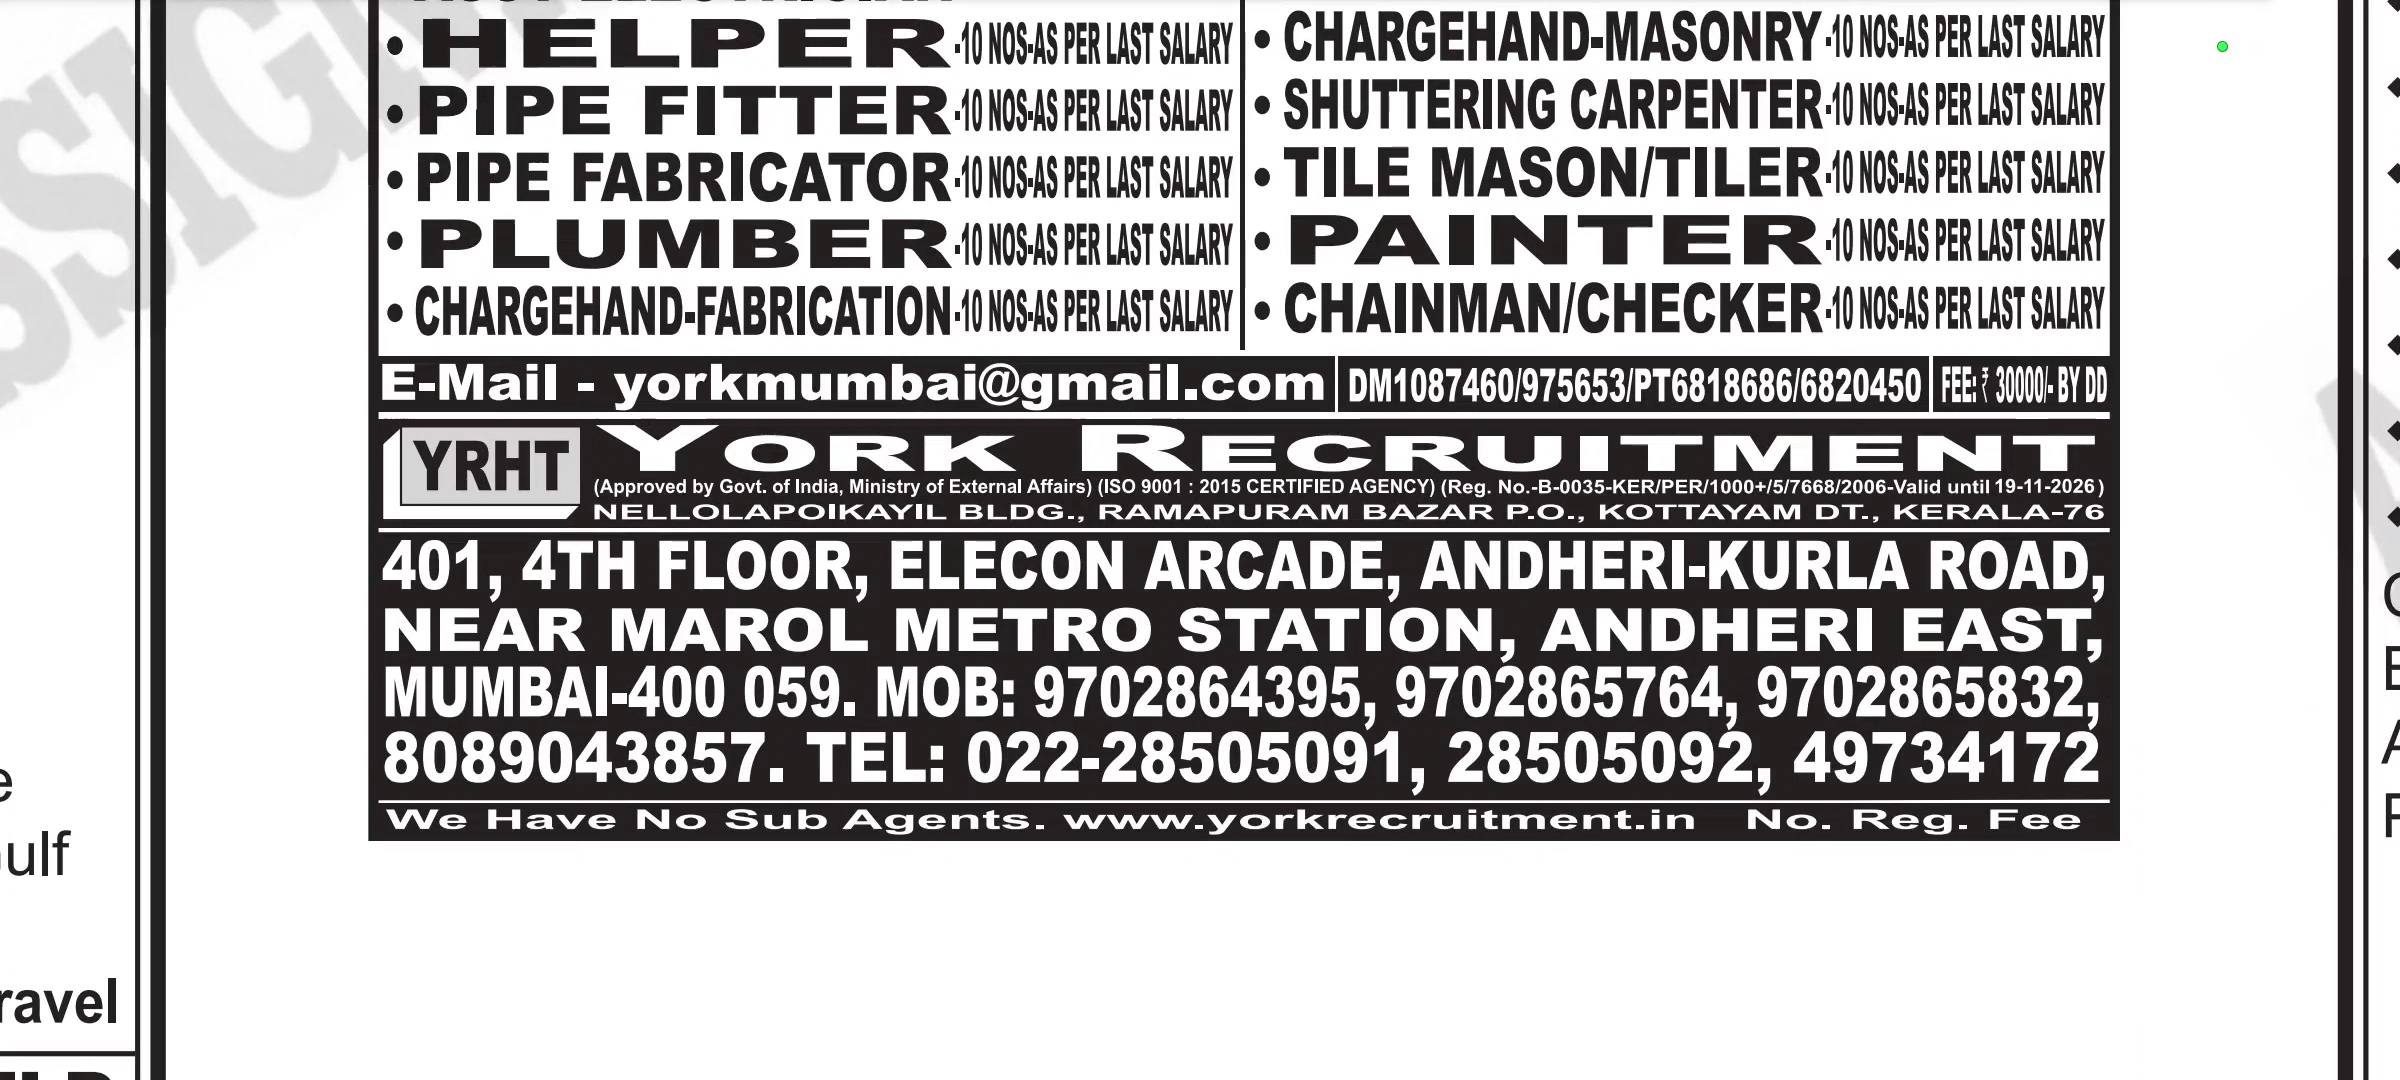 • HELPER-10 NOS-AS PER LAST SALARY
• PIPE FITTER-10 NOS-AS PER LAST SALARY
• PIPE FABRICATOR-10 NOS-AS PER LAST SALARY
• PLUMBER-10 NOS-AS PER LAST SALARY
• CHARGEHAND-FABRICATION-10 NOS-AS PER LAST SALARY
• CHARGEHAND-MASONRY-10 NOS-AS PER LAST SALARY
• SHUTTERING CARPENTER-10 NOS-AS PER LAST SALARY
• TILE MASON/TILER-10 NOS-AS PER LAST SALARY
• PAINTER-10 NOS-AS PER LAST SALARY
• CHAINMAN/CHECKER-10 NOS-AS PER LAST SALARY
E-Mail - yorkmumbai@gmail.com DM1087460/975653/PT6818686/6820450 FEE: ₹ 30000/- BY DD
YRHT
YORK RECRUITMENT
(Approved by Govt. of India, Ministry of External Affairs) (ISO 9001 : 2015 CERTIFIED AGENCY) (Reg. No.-B-0035-KER/PER/1000+/5/7668/2006-Valid until 19-11-2026)
NELLOLAPOIKAYIL BLDG., RAMAPURAM BAZAR P.O., KOTTAYAM DT., KERALA-76
401, 4TH FLOOR, ELECON ARCADE, ANDHERI-KURLA ROAD,
NEAR MAROL METRO STATION, ANDHERI EAST,
MUMBAI-400 059. MOB: 9702864395, 9702865764, 9702865832,
8089043857. TEL: 022-28505091, 28505092, 49734172
We Have No Sub Agents. www.yorkrecruitment.in No. Reg. Fee